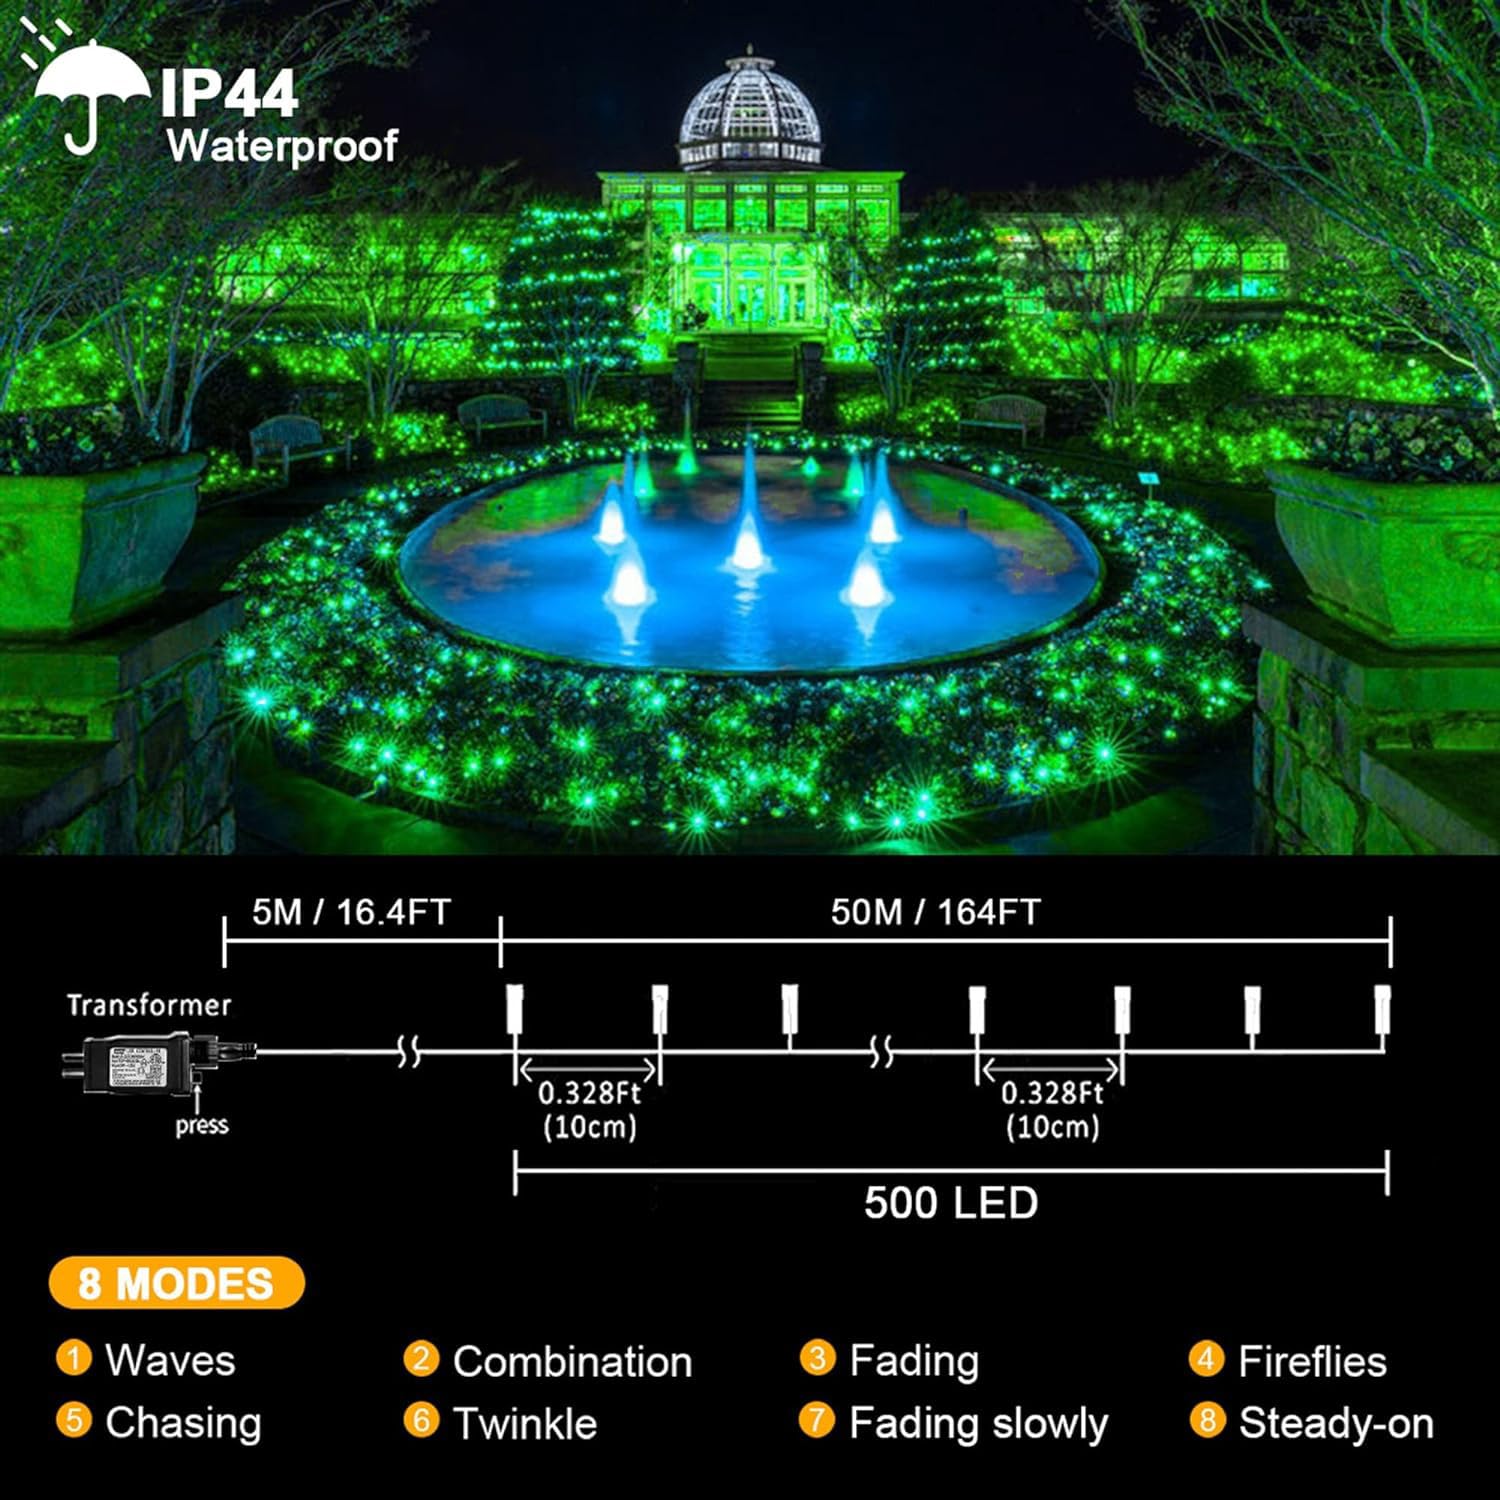 IP44
Waterproof
5M / 16.4FT
50M / 164FT
Transformer
press
0.328Ft
(10cm)
0.328Ft
(10cm)
500 LED
8 MODES
1 Waves
2 Combination
3 Fading
4 Fireflies
5 Chasing
6 Twinkle
7 Fading slowly
8 Steady-on